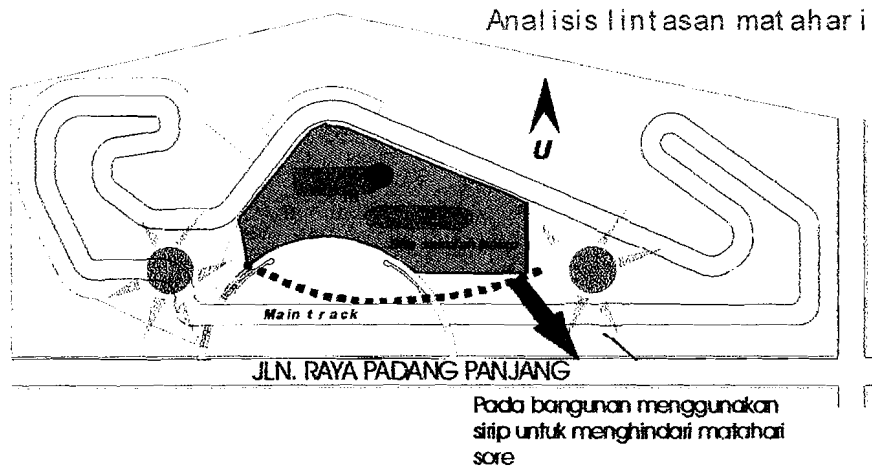 Analisis lintasan matahari
U
Main track
JLN. RAYA PADANG PANJANG
Pada bangunan menggunakan
sirip untuk menghindari matahari
sore